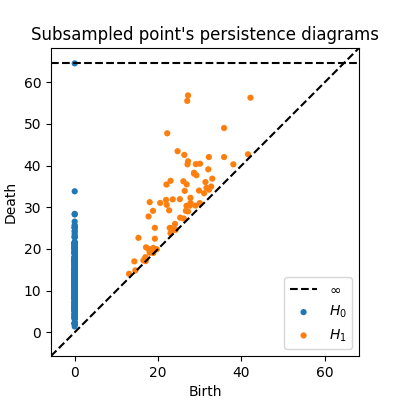 Subsampled point's persistence diagrams
Death
60
50
40
30
20
10
0
0 20 40 60
Birth
∞
H₀
H₁